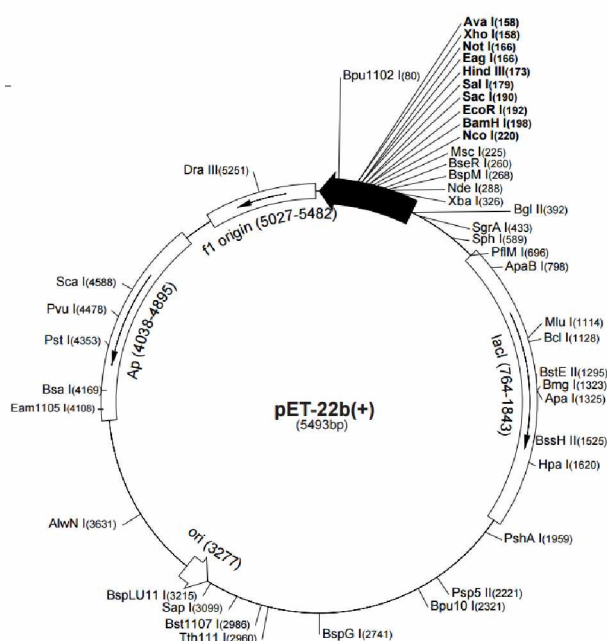 Ava I(158)
Xho I(158)
Not I(166)
Eag I(166)
Hind III(173)
Sal I(179)
Sac I(190)
EcoR I(192)
BamH I(198)
Nco I(220)
Bpu1102 I(80)
Msc I(225)
BseR I(260)
BspM I(268)
Nde I(288)
Xba I(326)
Bgl II(392)
SgrA I(433)
Sph I(589)
PflM I(696)
ApaB I(798)
Dra III(5251)
f1 origin (5027-5482)
Sca I(4588)
Pvu I(4478)
Pst I(4353)
Bsa I(4169)
Eam1105 I(4108)
Ap (4038-4895)
lacI (764-1843)
Mlu I(1114)
Bcl I(1128)
BstE II(1295)
Bmg I(1323)
Apa I(1325)
BssH II(1525)
Hpa I(1620)
pET-22b(+)
(5493bp)
AlwN I(3631)
ori (3277)
PshA I(1959)
Psp5 II(2221)
Bpu10 I(2321)
BspLU11 I(3215)
Sap I(3099)
Bst1107 I(2986)
Tth111 I(2960)
BspG I(2741)